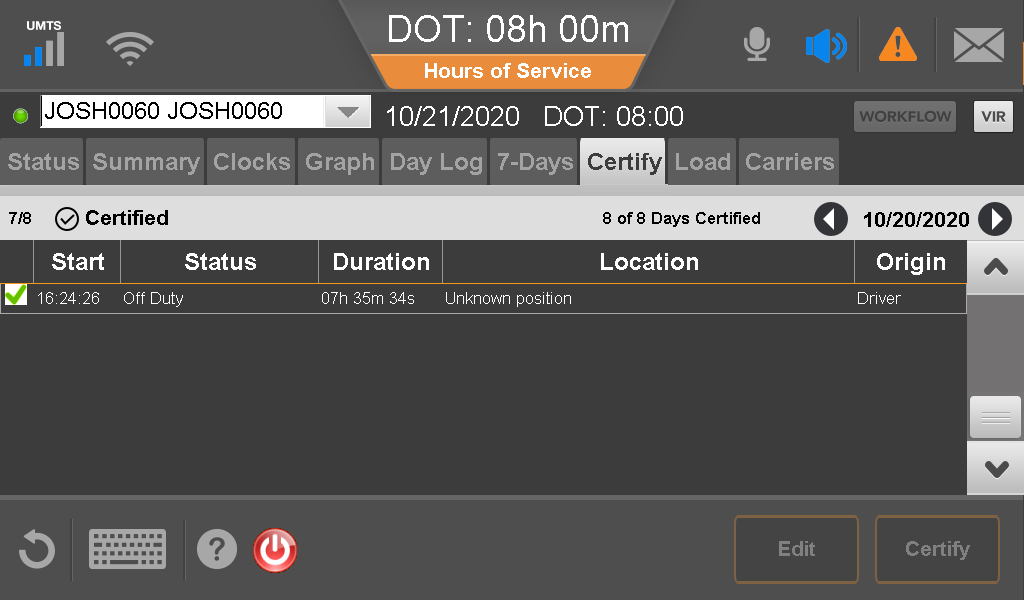 UMTS
DOT: 08h 00m
Hours of Service
JOSH0060 JOSH0060
10/21/2020 DOT: 08:00
WORKFLOW
VIR
Status Summary Clocks Graph Day Log 7-Days Certify Load Carriers
7/8 Certified 8 of 8 Days Certified 10/20/2020
Start Status Duration Location Origin
16:24:26 Off Duty 07h 35m 34s Unknown position Driver
? Edit Certify